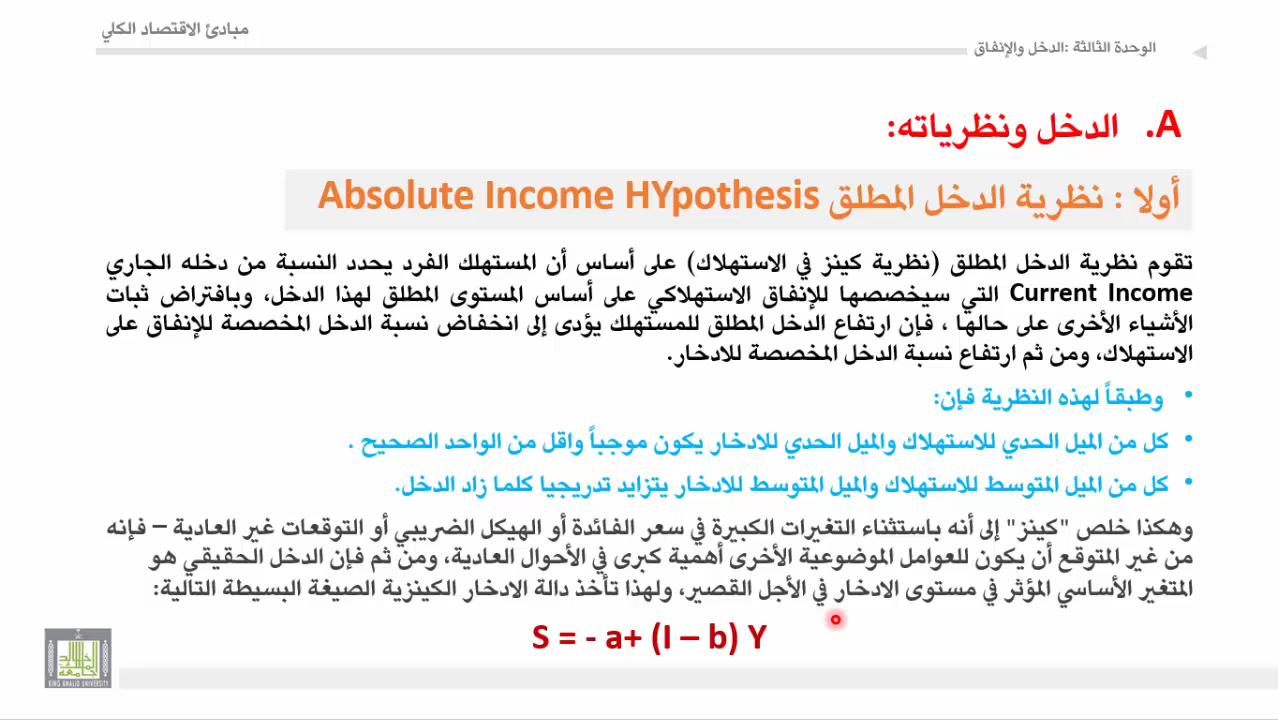 مبادئ الاقتصاد الكلي
الوحدة الثالثة :الدخل والإنفاق
A. الدخل ونظرياته:
أولا : نظرية الدخل المطلق Absolute Income HYpothesis
تقوم نظرية الدخل المطلق (نظرية كينز في الاستهلاك) على أساس أن المستهلك الفرد يحدد النسبة من دخله الجاري
Current Income التي سيخصصها للإنفاق الاستهلاكي على أساس المستوى المطلق لهذا الدخل، وبافتراض ثبات
الأشياء الأخرى على حالها ، فإن ارتفاع الدخل المطلق للمستهلك يؤدى إلى انخفاض نسبة الدخل المخصصة للإنفاق على
الاستهلاك، ومن ثم ارتفاع نسبة الدخل المخصصة للادخار.
• وطبقاً لهذه النظرية فإن:
• كل من الميل الحدي للاستهلاك والميل الحدي للادخار يكون موجباً واقل من الواحد الصحيح .
• كل من الميل المتوسط للاستهلاك والميل المتوسط للادخار يتزايد تدريجيا كلما زاد الدخل.
وهكذا خلص "كينز" إلى أنه باستثناء التغيرات الكبيرة في سعر الفائدة أو الهيكل الضريبي أو التوقعات غير العادية – فإنه
من غير المتوقع أن يكون للعوامل الموضوعية الأخرى أهمية كبرى في الأحوال العادية، ومن ثم فإن الدخل الحقيقي هو
المتغير الأساسي المؤثر في مستوى الادخار في الأجل القصير، ولهذا تأخذ دالة الادخار الكينزية الصيغة البسيطة التالية:
S = - a+ (I – b) Y
KING KHALID UNIVERSITY